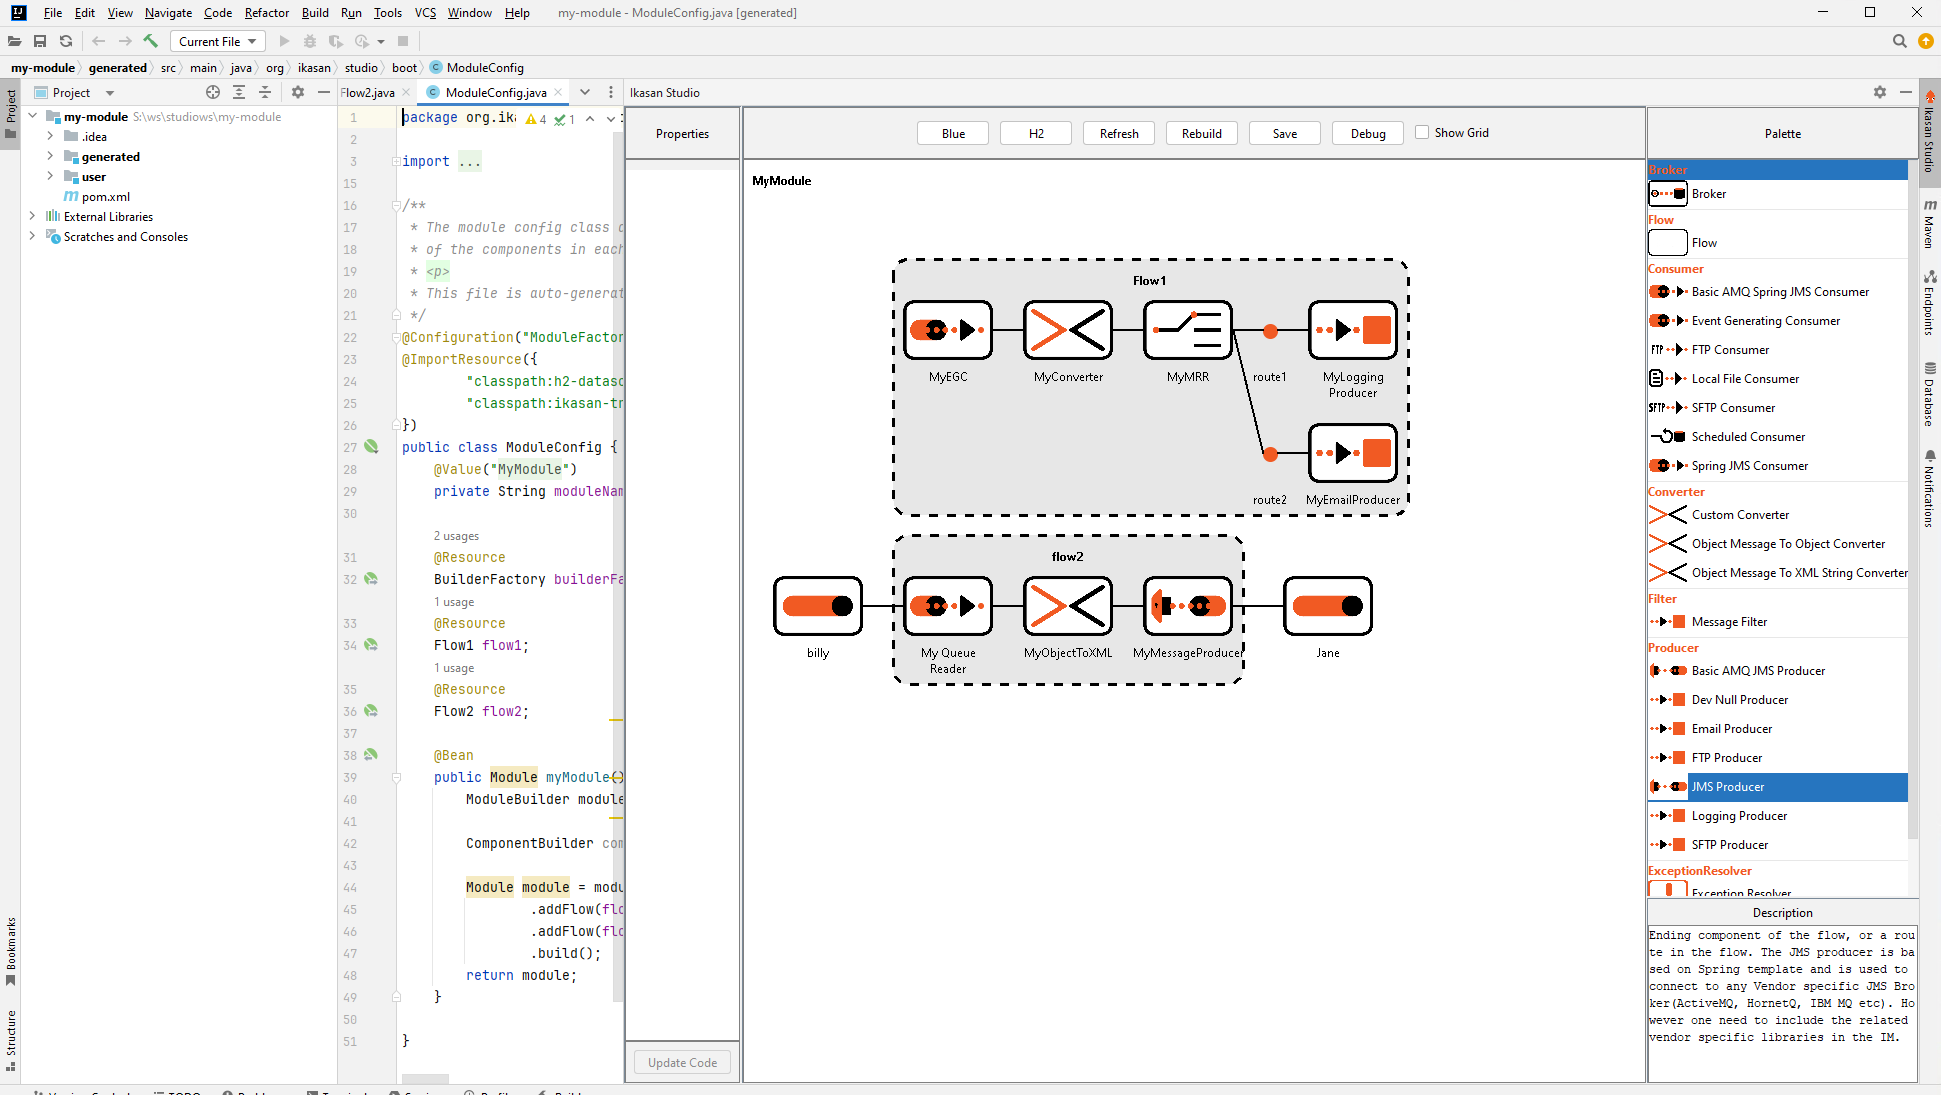 File Edit View Navigate Code Refactor Build Run Tools VCS Window Help my-module - ModuleConfig.java [generated]
Current File
my-module generated src main java org ikasan studio boot ModuleConfig
Project
Project
my-module S:\ws\studiows\my-module
.idea
generated
user
pom.xml
External Libraries
Scratches and Consoles
Bookmarks
Structure
Flow2.java ModuleConfig.java
4 1
1 package org.ika
2
3 import ...
15
16 /**
17 * The module config class
18 * of the components in each
19 * <p>
20 * This file is auto-generat
21 */
22 @Configuration("ModuleFactor
23 @ImportResource({
24 "classpath:h2-dataso
25 "classpath:ikasan-tr
26 })
27 public class ModuleConfig {
28 @Value("MyModule")
29 private String moduleNam
30
2 usages
31 @Resource
32 BuilderFactory builderFa
1 usage
33 @Resource
34 Flow1 flow1;
1 usage
35 @Resource
36 Flow2 flow2;
37
38 @Bean
39 public Module myModule()
40 ModuleBuilder module
41
42 ComponentBuilder com
43
44 Module module = modu
45 .addFlow(flo
46 .addFlow(flo
47 .build();
48 return module;
49 }
50
51 }
Ikasan Studio
Properties
Update Code
Blue H2 Refresh Rebuild Save Debug Show Grid
MyModule
Flow1
MyEGC MyConverter MyMRR route1 MyLogging
Producer
route2 MyEmailProducer
flow2
billy My Queue
Reader MyObjectToXML MyMessageProducer Jane
Palette
Broker
Broker
Flow
Flow
Consumer
Basic AMQ Spring JMS Consumer
Event Generating Consumer
FTP FTP Consumer
Local File Consumer
SFTP SFTP Consumer
Scheduled Consumer
Spring JMS Consumer
Converter
Custom Converter
Object Message To Object Converter
Object Message To XML String Converter
Filter
Message Filter
Producer
Basic AMQ JMS Producer
Dev Null Producer
Email Producer
FTP Producer
JMS Producer
Logging Producer
SFTP Producer
ExceptionResolver
Exception Resolver
Description
Ending component of the flow, or a rou
te in the flow. The JMS producer is ba
sed on Spring template and is used to
connect to any Vendor specific JMS Bro
ker(ActiveMQ, HornetQ, IBM MQ etc). Ho
wever one need to include the related
vendor specific libraries in the IM.
Ikasan Studio
Maven
Endpoints
Database
Notifications